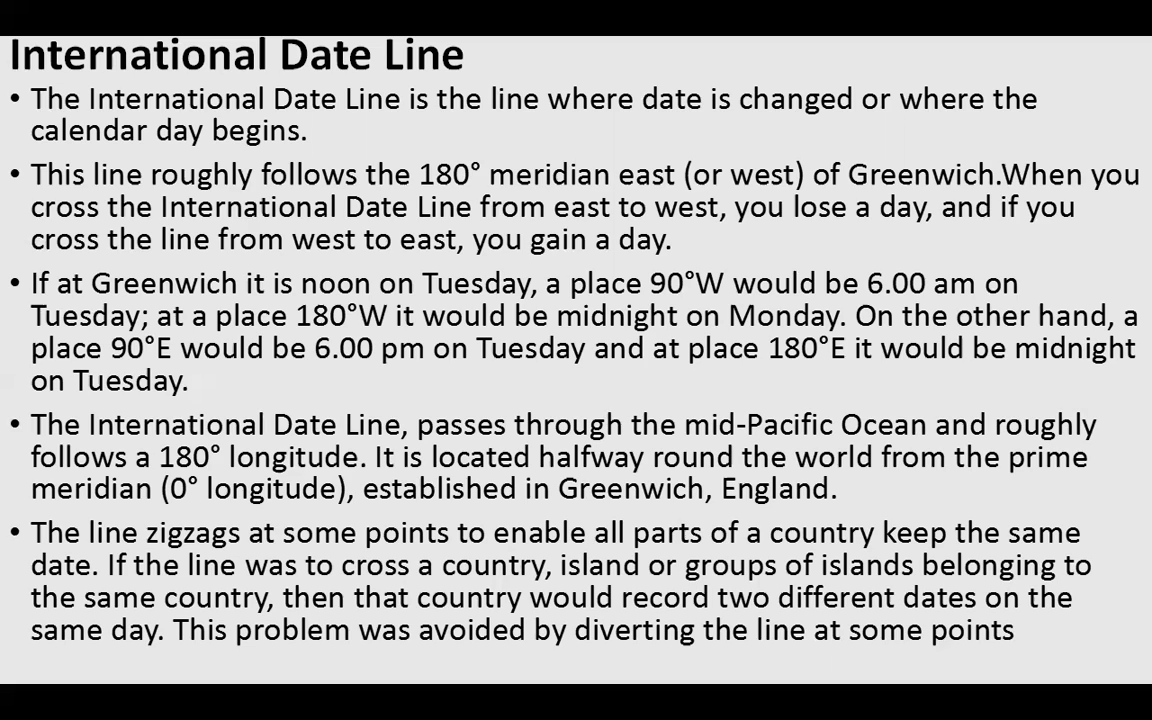 International Date Line
• The International Date Line is the line where date is changed or where the
calendar day begins.
• This line roughly follows the 180° meridian east (or west) of Greenwich.When you
cross the International Date Line from east to west, you lose a day, and if you
cross the line from west to east, you gain a day.
• If at Greenwich it is noon on Tuesday, a place 90°W would be 6.00 am on
Tuesday; at a place 180°W it would be midnight on Monday. On the other hand, a
place 90°E would be 6.00 pm on Tuesday and at place 180°E it would be midnight
on Tuesday.
• The International Date Line, passes through the mid-Pacific Ocean and roughly
follows a 180° longitude. It is located halfway round the world from the prime
meridian (0° longitude), established in Greenwich, England.
• The line zigzags at some points to enable all parts of a country keep the same
date. If the line was to cross a country, island or groups of islands belonging to
the same country, then that country would record two different dates on the
same day. This problem was avoided by diverting the line at some points